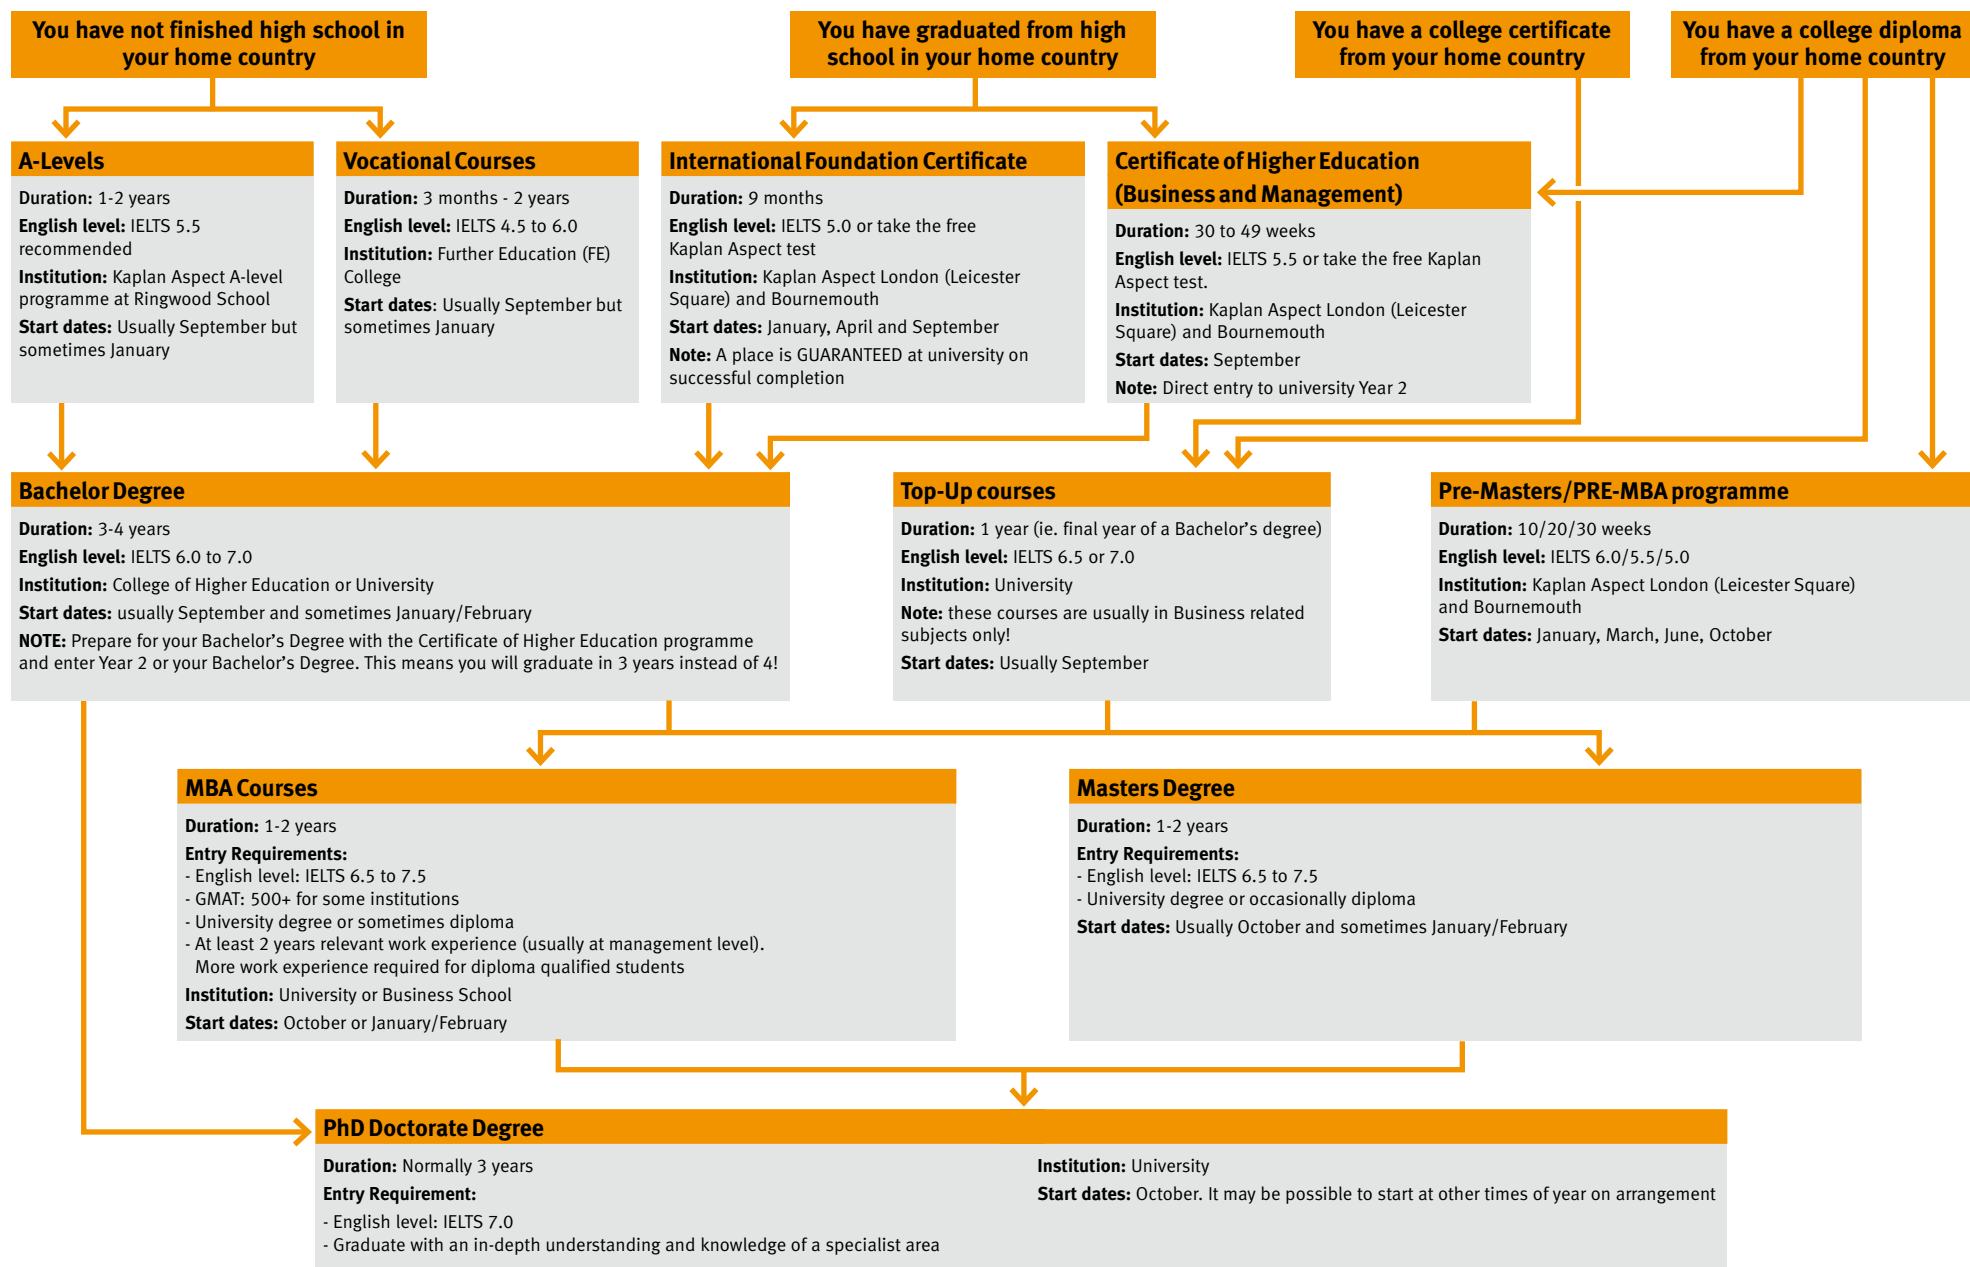 You have not finished high school in
your home country
You have graduated from high
school in your home country
You have a college certificate
from your home country
You have a college diploma
from your home country
A-Levels
Duration: 1-2 years
English level: IELTS 5.5
recommended
Institution: Kaplan Aspect A-level
programme at Ringwood School
Start dates: Usually September but
sometimes January
Vocational Courses
Duration: 3 months - 2 years
English level: IELTS 4.5 to 6.0
Institution: Further Education (FE)
College
Start dates: Usually September but
sometimes January
International Foundation Certificate
Duration: 9 months
English level: IELTS 5.0 or take the free
Kaplan Aspect test
Institution: Kaplan Aspect London (Leicester
Square) and Bournemouth
Start dates: January, April and September
Note: A place is GUARANTEED at university on
successful completion
Certificate of Higher Education
(Business and Management)
Duration: 30 to 49 weeks
English level: IELTS 5.5 or take the free Kaplan
Aspect test.
Institution: Kaplan Aspect London (Leicester
Square) and Bournemouth
Start dates: September
Note: Direct entry to university Year 2
Bachelor Degree
Duration: 3-4 years
English level: IELTS 6.0 to 7.0
Institution: College of Higher Education or University
Start dates: usually September and sometimes January/February
NOTE: Prepare for your Bachelor's Degree with the Certificate of Higher Education programme
and enter Year 2 or your Bachelor's Degree. This means you will graduate in 3 years instead of 4!
Top-Up courses
Duration: 1 year (ie. final year of a Bachelor's degree)
English level: IELTS 6.5 or 7.0
Institution: University
Note: these courses are usually in Business related
subjects only!
Start dates: Usually September
Pre-Masters/PRE-MBA programme
Duration: 10/20/30 weeks
English level: IELTS 6.0/5.5/5.0
Institution: Kaplan Aspect London (Leicester Square)
and Bournemouth
Start dates: January, March, June, October
MBA Courses
Duration: 1-2 years
Entry Requirements:
- English level: IELTS 6.5 to 7.5
- GMAT: 500+ for some institutions
- University degree or sometimes diploma
- At least 2 years relevant work experience (usually at management level).
More work experience required for diploma qualified students
Institution: University or Business School
Start dates: October or January/February
Masters Degree
Duration: 1-2 years
Entry Requirements:
- English level: IELTS 6.5 to 7.5
- University degree or occasionally diploma
Start dates: Usually October and sometimes January/February
PhD Doctorate Degree
Duration: Normally 3 years
Entry Requirement:
- English level: IELTS 7.0
- Graduate with an in-depth understanding and knowledge of a specialist area
Institution: University
Start dates: October. It may be possible to start at other times of year on arrangement